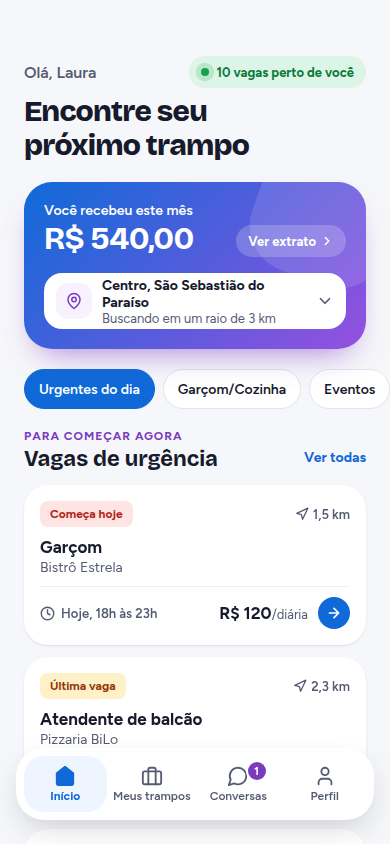 Olá, Laura
10 vagas perto de você
Encontre seu
próximo trampo
Você recebeu este mês
R$ 540,00
Ver extrato
Centro, São Sebastião do
Paraíso
Buscando em um raio de 3 km
Urgentes do dia
Garçom/Cozinha
Eventos
PARA COMEÇAR AGORA
Vagas de urgência
Ver todas
Começa hoje
1,5 km
Garçom
Bistrô Estrela
Hoje, 18h às 23h
R$ 120/diária
Última vaga
2,3 km
Atendente de balcão
Pizzaria BiLo
1
Início
Meus trampos
Conversas
Perfil